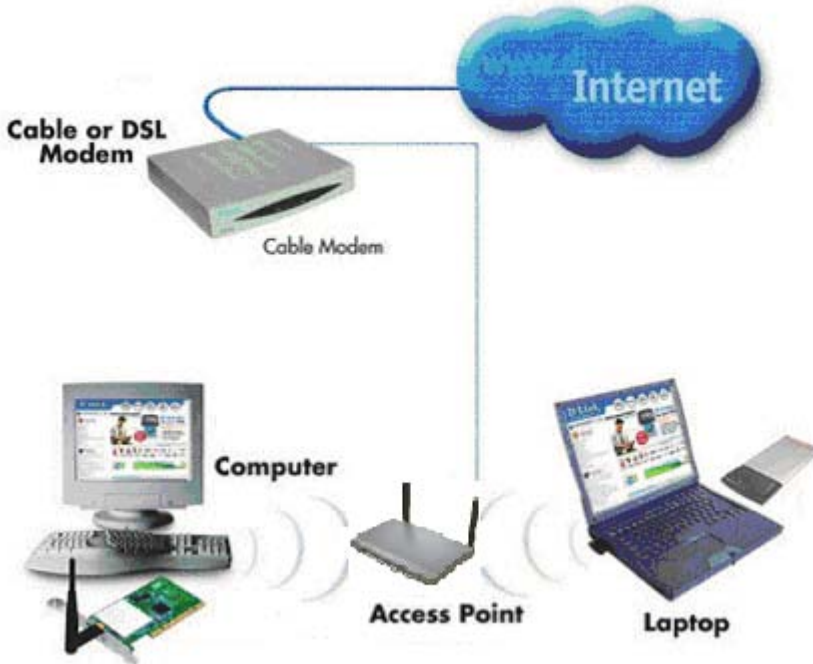 Internet
Cable or DSL
Modem
Cable Modem
Computer
Access Point
Laptop